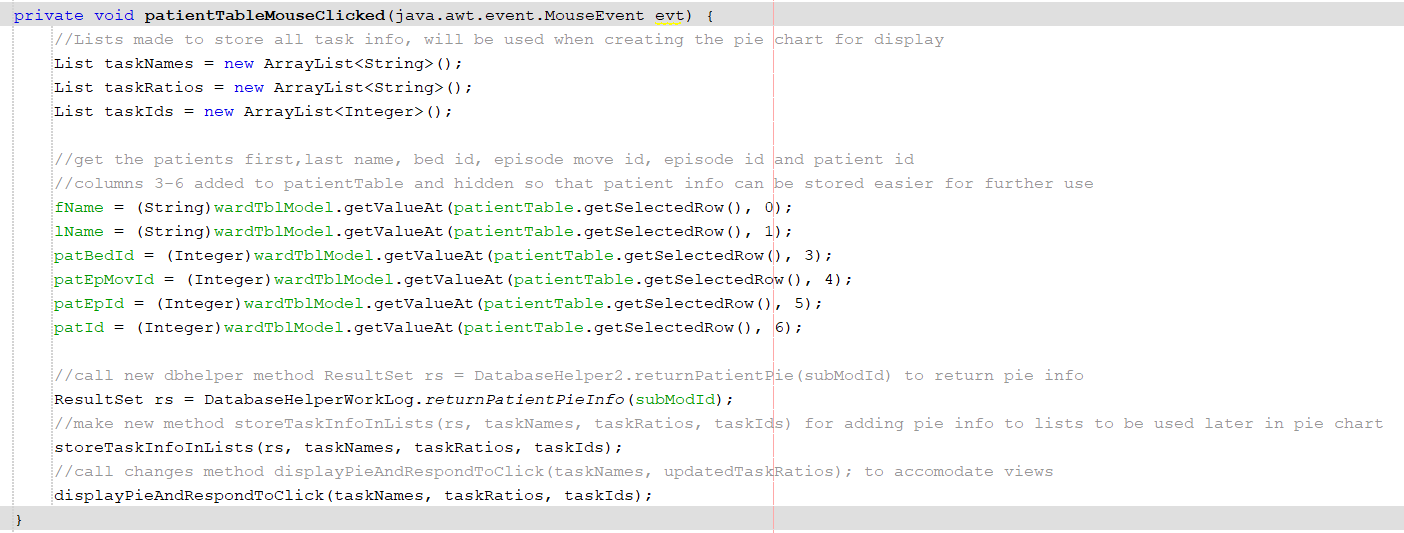 private void patientTableMouseClicked(java.awt.event.MouseEvent evt) {
//Lists made to store all task info, will be used when creating the pie chart for display
List taskNames = new ArrayList<String>();
List taskRatios = new ArrayList<String>();
List taskIds = new ArrayList<Integer>();
//get the patients first,last name, bed id, episode move id, episode id and patient id
//columns 3-6 added to patientTable and hidden so that patient info can be stored easier for further use
fName = (String)wardTblModel.getValueAt(patientTable.getSelectedRow(), 0);
lName = (String)wardTblModel.getValueAt(patientTable.getSelectedRow(), 1);
patBedId = (Integer)wardTblModel.getValueAt(patientTable.getSelectedRow(), 3);
patEpMovId = (Integer)wardTblModel.getValueAt(patientTable.getSelectedRow(), 4);
patEpId = (Integer)wardTblModel.getValueAt(patientTable.getSelectedRow(), 5);
patId = (Integer)wardTblModel.getValueAt(patientTable.getSelectedRow(), 6);
//call new dbhelper method ResultSet rs = DatabaseHelper2.returnPatientPie(subModId) to return pie info
ResultSet rs = DatabaseHelperWorkLog.returnPatientPieInfo(subModId);
//make new method storeTaskInfoInLists(rs, taskNames, taskRatios, taskIds) for adding pie info to lists to be used later in pie chart
storeTaskInfoInLists(rs, taskNames, taskRatios, taskIds);
//call changes method displayPieAndRespondToClick(taskNames, updatedTaskRatios); to accomodate views
displayPieAndRespondToClick(taskNames, taskRatios, taskIds);
}